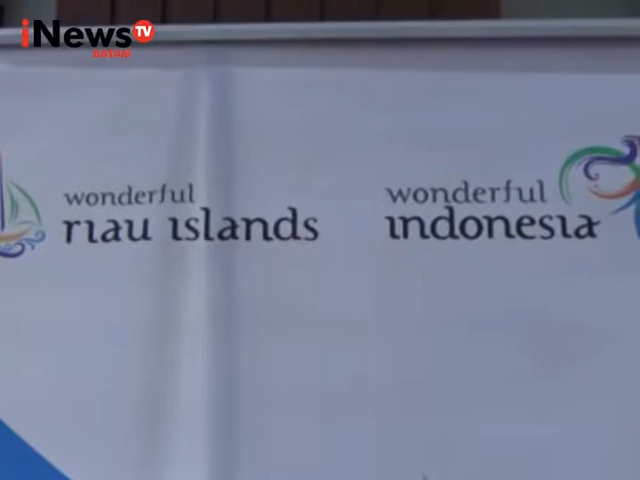 iNews TV
BATAM
wonderful
riau islands
wonderful
indonesia